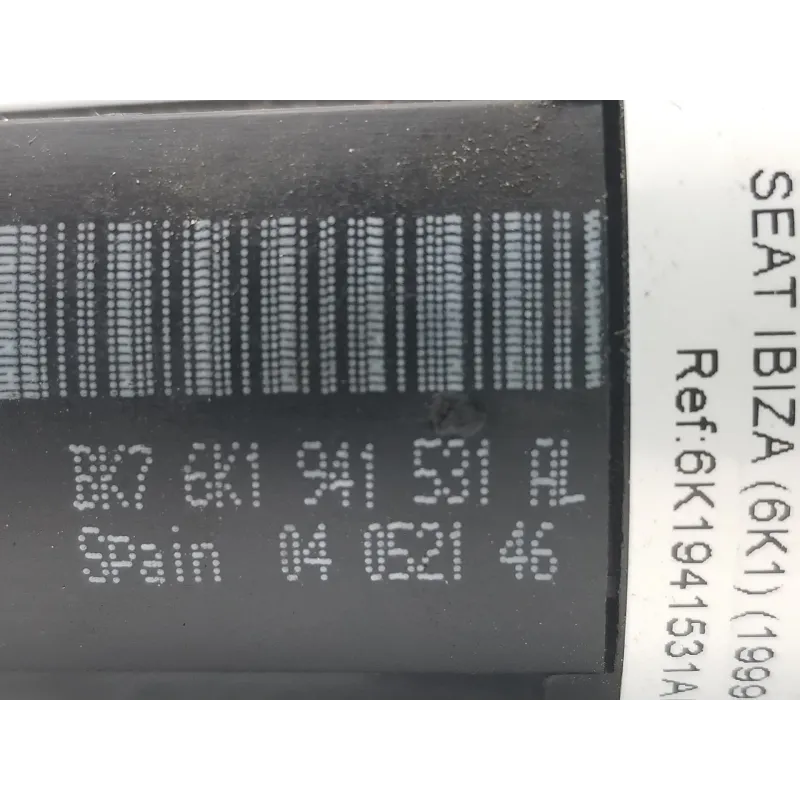 BK7 6K1 941 531 AL
Spain 04 0521 46
SEAT IBIZA (6K1) (1999
Ref:6K1941531A